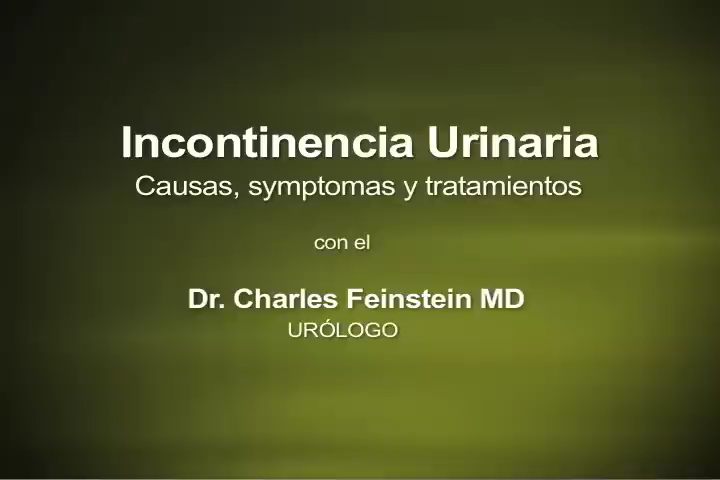 Incontinencia Urinaria
Causas, symptomas y tratamientos
con el
Dr. Charles Feinstein MD
URÓLOGO